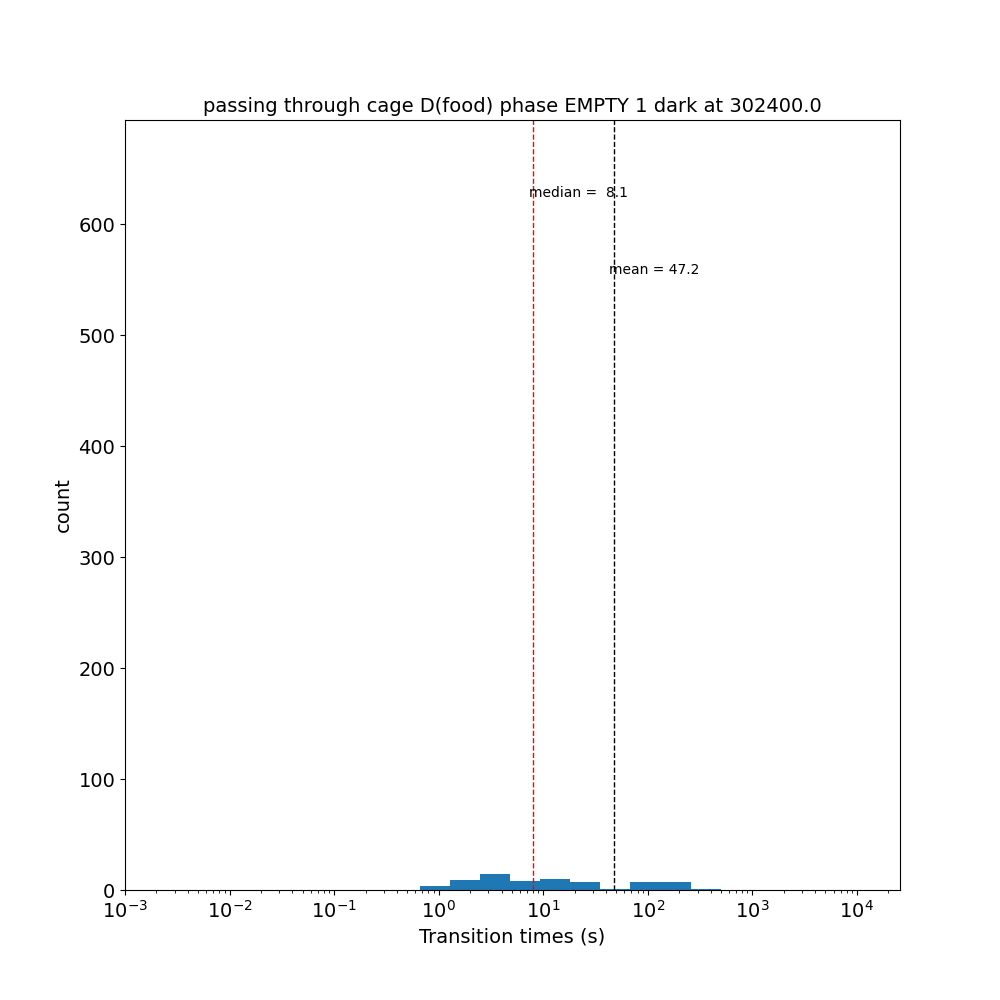 passing through cage D(food) phase EMPTY 1 dark at 302400.0
median =  8.1
mean = 47.2
600
500
400
300
200
100
0
count
10⁻³ 10⁻² 10⁻¹ 10⁰ 10¹ 10² 10³ 10⁴
Transition times (s)